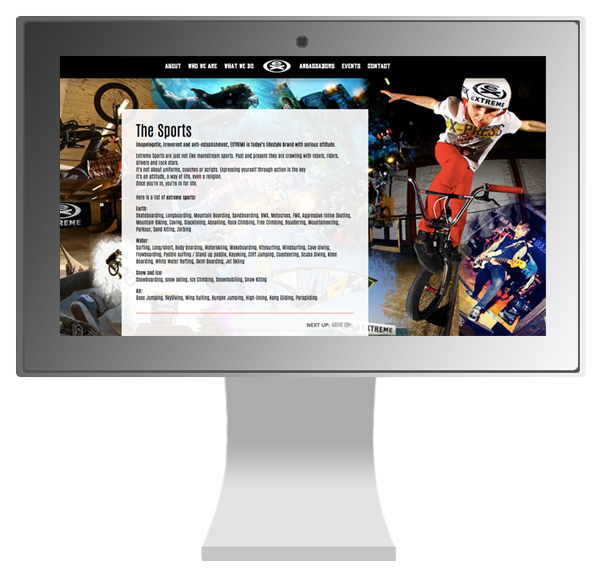 ABOUT WHO WE ARE WHAT WE DO AMBASSADORS EVENTS CONTACT
The Sports
Unapologetic, irreverent and anti-establishment, EXTREME is today's lifestyle brand with serious attitude.
Extreme Sports are just not like mainstream sports. Past and present they are crawling with rebels, riders,
drivers and rock stars.
It's not about uniforms, coaches or scripts. Expressing yourself through action is the key
It's an attitude, a way of life, even a religion.
Once you're in, you're in for life.
Here is a list of extreme sports:
Earth:
Skateboarding, Longboarding, Mountain Boarding, Sandboarding, BMX, Motocross, FMX, Aggressive Inline Skating,
Mountain Biking, Caving, Slacklining, Abseiling, Rock Climbing, Free Climbing, Bouldering, Mountaineering,
Parkour, Sand kiting, Zorbing
Water:
Surfing, Long/short, Body boarding, Waterskiing, Wakeboarding, Kitesurfing, Windsurfing, Cave diving,
Flowboarding, Paddle surfing / Stand up paddle, Kayaking, Cliff Jumping, Coasteering, Scuba Diving, Knee
Boarding, White Water Rafting, Skim Boarding, Jet Skiing
Snow and Ice:
Snowboarding, snow skiing, Ice Climbing, Snowmobiling, Snow Kiting
Air:
Base Jumping, SkyDiving, Wing Suiting, Bungee Jumping, High-lining, Hang Gliding, Paragliding
NEXT UP:
EXTREME
EXTREME
EXTREME